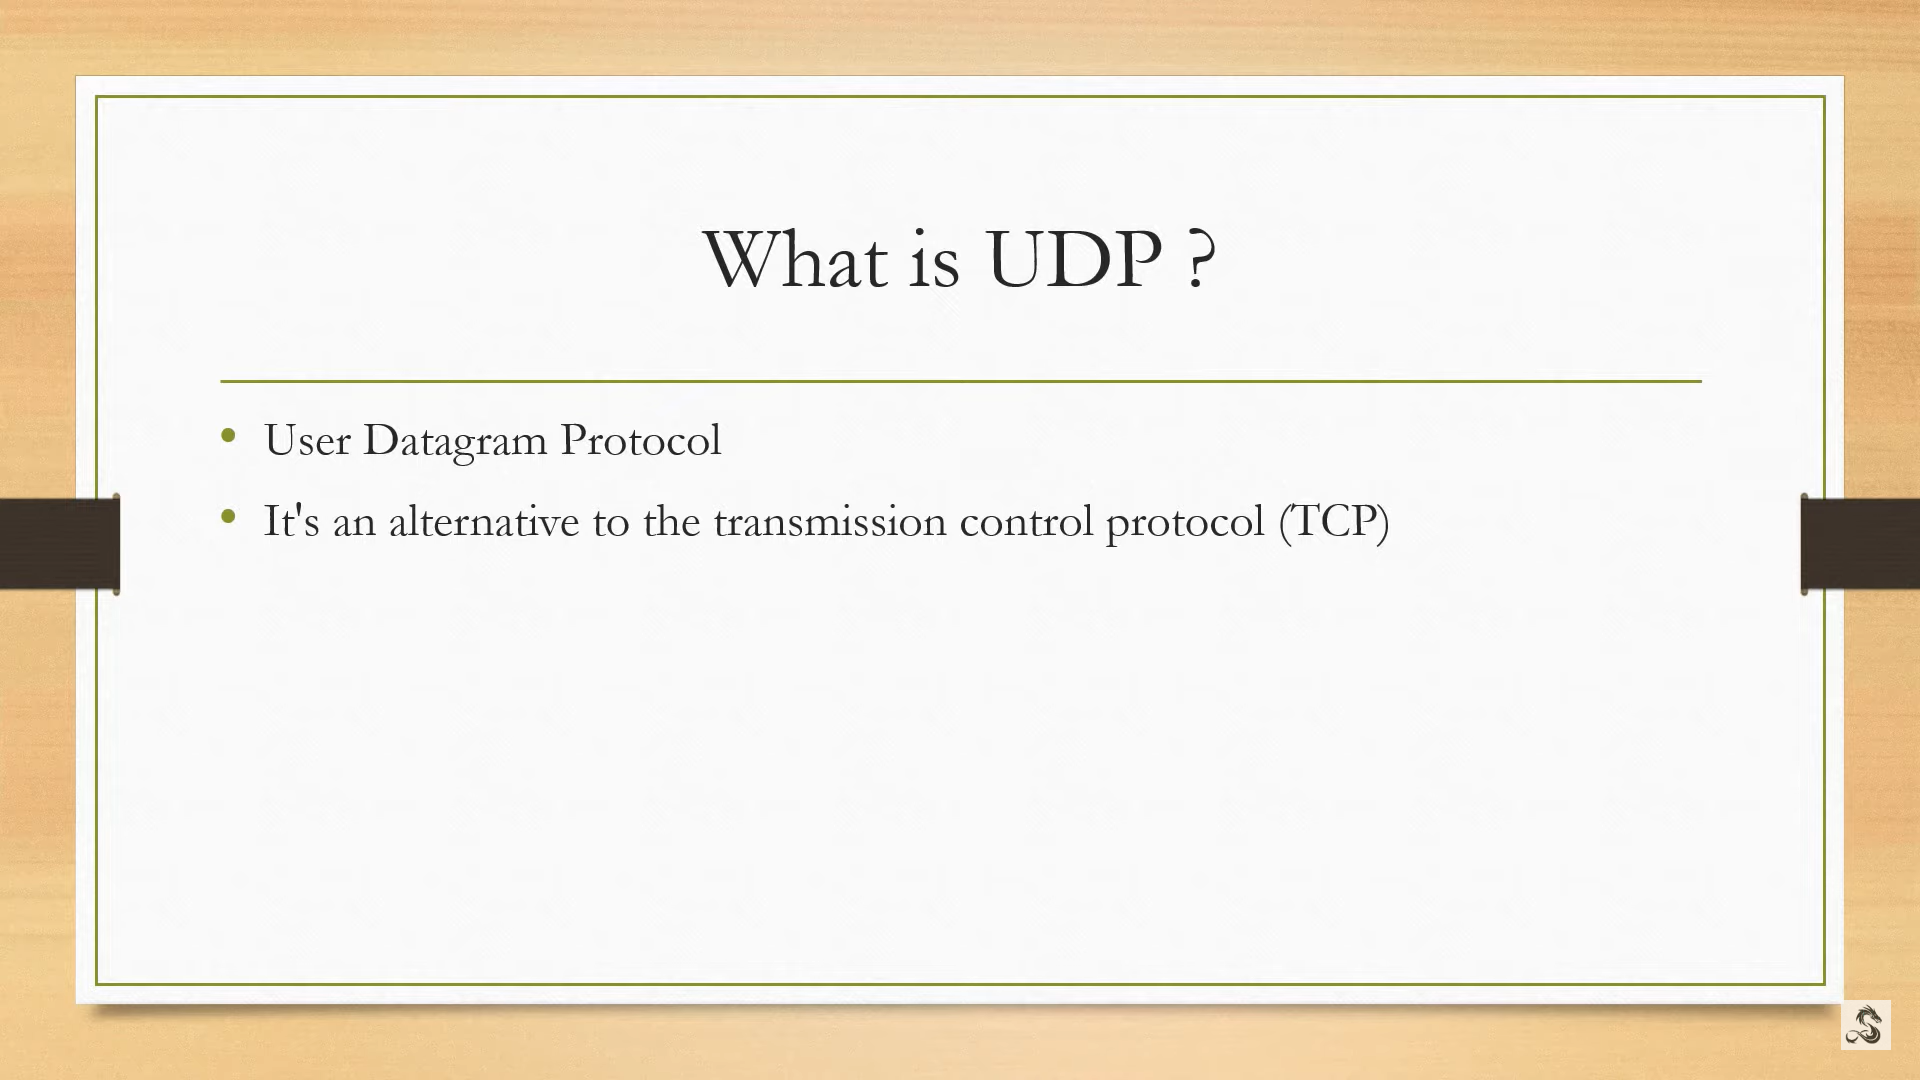 What is UDP ?
User Datagram Protocol
It's an alternative to the transmission control protocol (TCP)